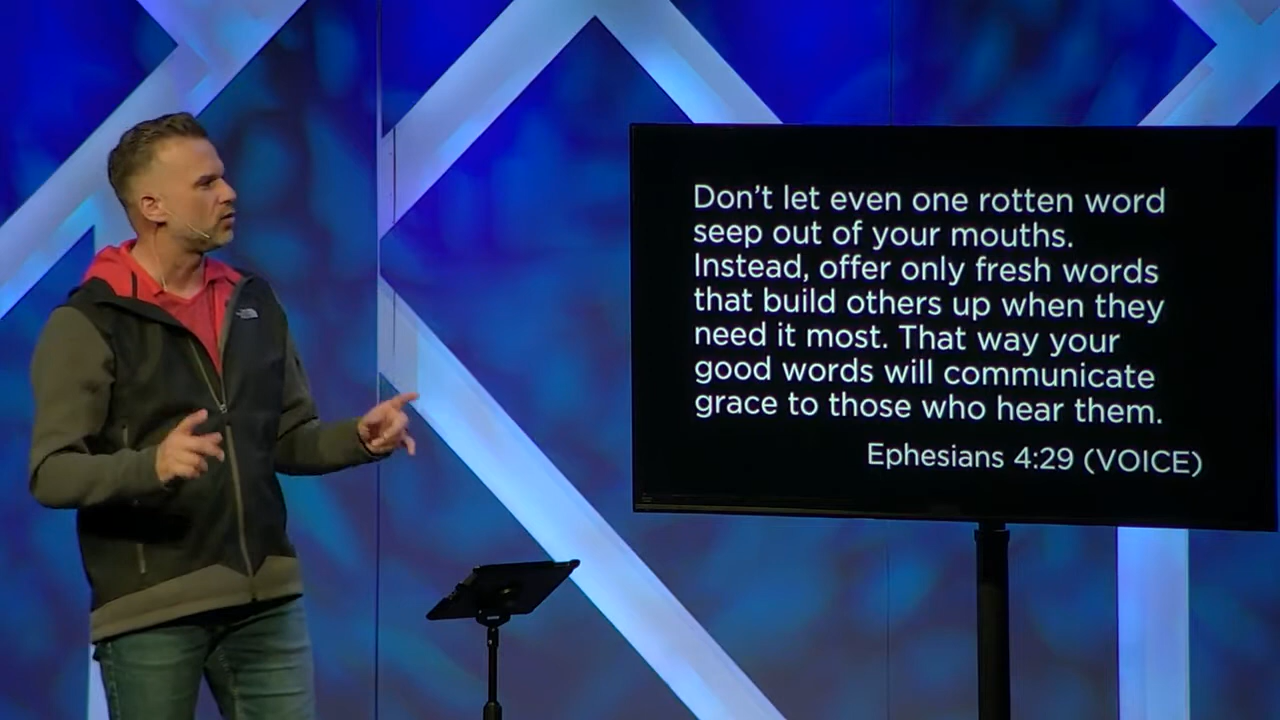 Don't let even one rotten word
seep out of your mouths.
Instead, offer only fresh words
that build others up when they
need it most. That way your
good words will communicate
grace to those who hear them.
Ephesians 4:29 (VOICE)